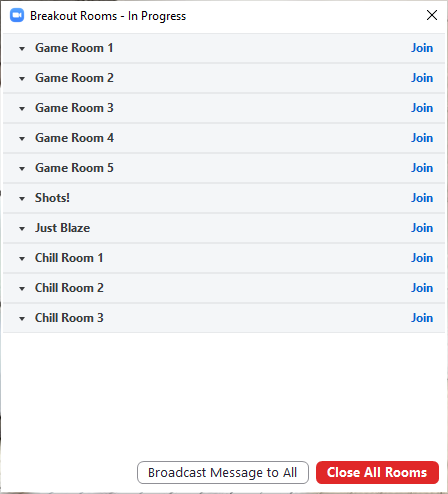 Breakout Rooms - In Progress
Game Room 1 Join
Game Room 2 Join
Game Room 3 Join
Game Room 4 Join
Game Room 5 Join
Shots! Join
Just Blaze Join
Chill Room 1 Join
Chill Room 2 Join
Chill Room 3 Join
Broadcast Message to All Close All Rooms